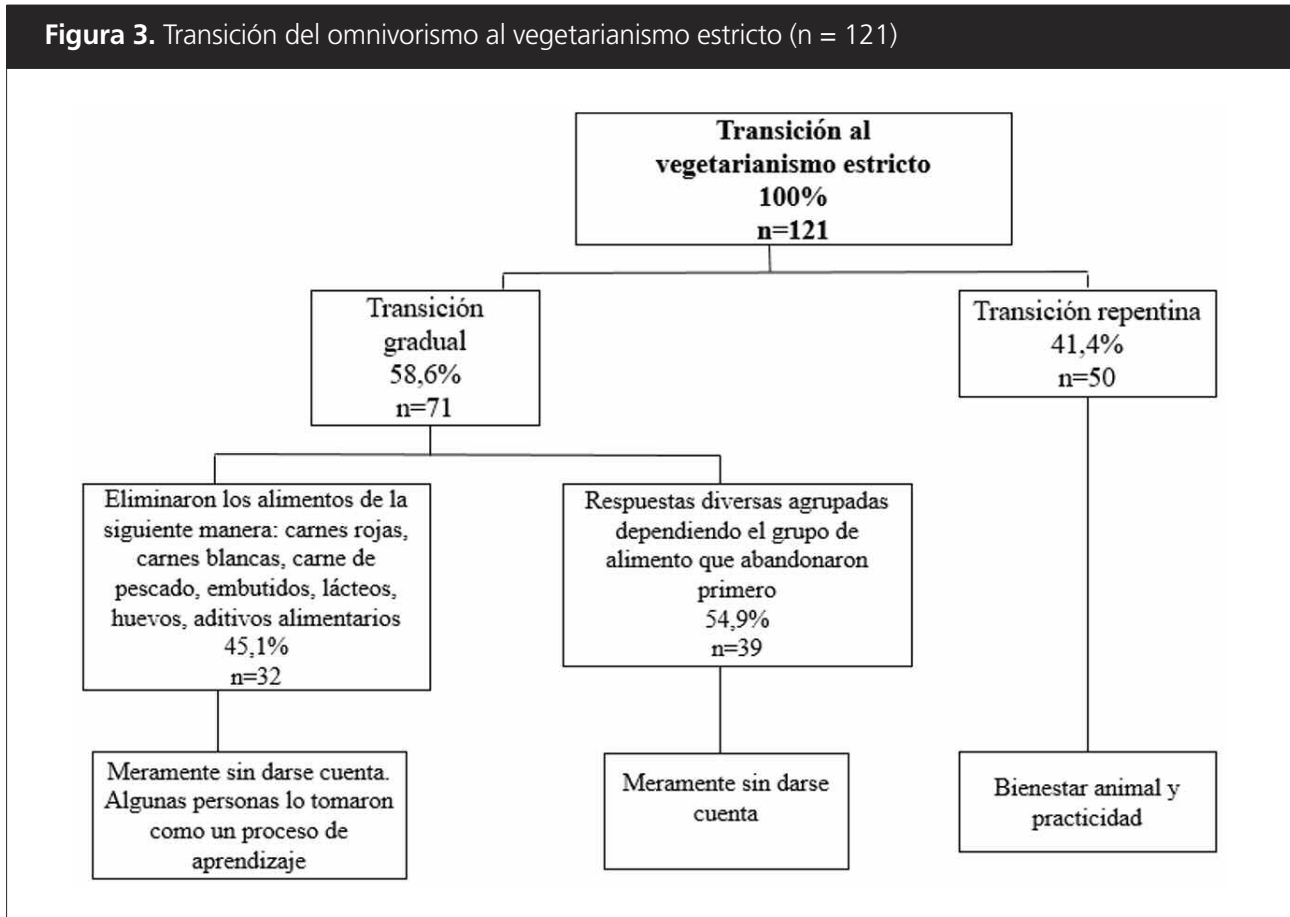 Figura 3. Transición del omnivorismo al vegetarianismo estricto (n = 121)
Transición al
vegetarianismo estricto
100%
n=121
Transición
gradual
58,6%
n=71
Transición repentina
41,4%
n=50
Eliminaron los alimentos de la
siguiente manera: carnes rojas,
carnes blancas, carne de
pescado, embutidos, lácteos,
huevos, aditivos alimentarios
45,1%
n=32
Respuestas diversas agrupadas
dependiendo el grupo de
alimento que abandonaron
primero
54,9%
n=39
Meramente sin darse cuenta.
Algunas personas lo tomaron
como un proceso de
aprendizaje
Meramente sin darse
cuenta
Bienestar animal y
practicidad